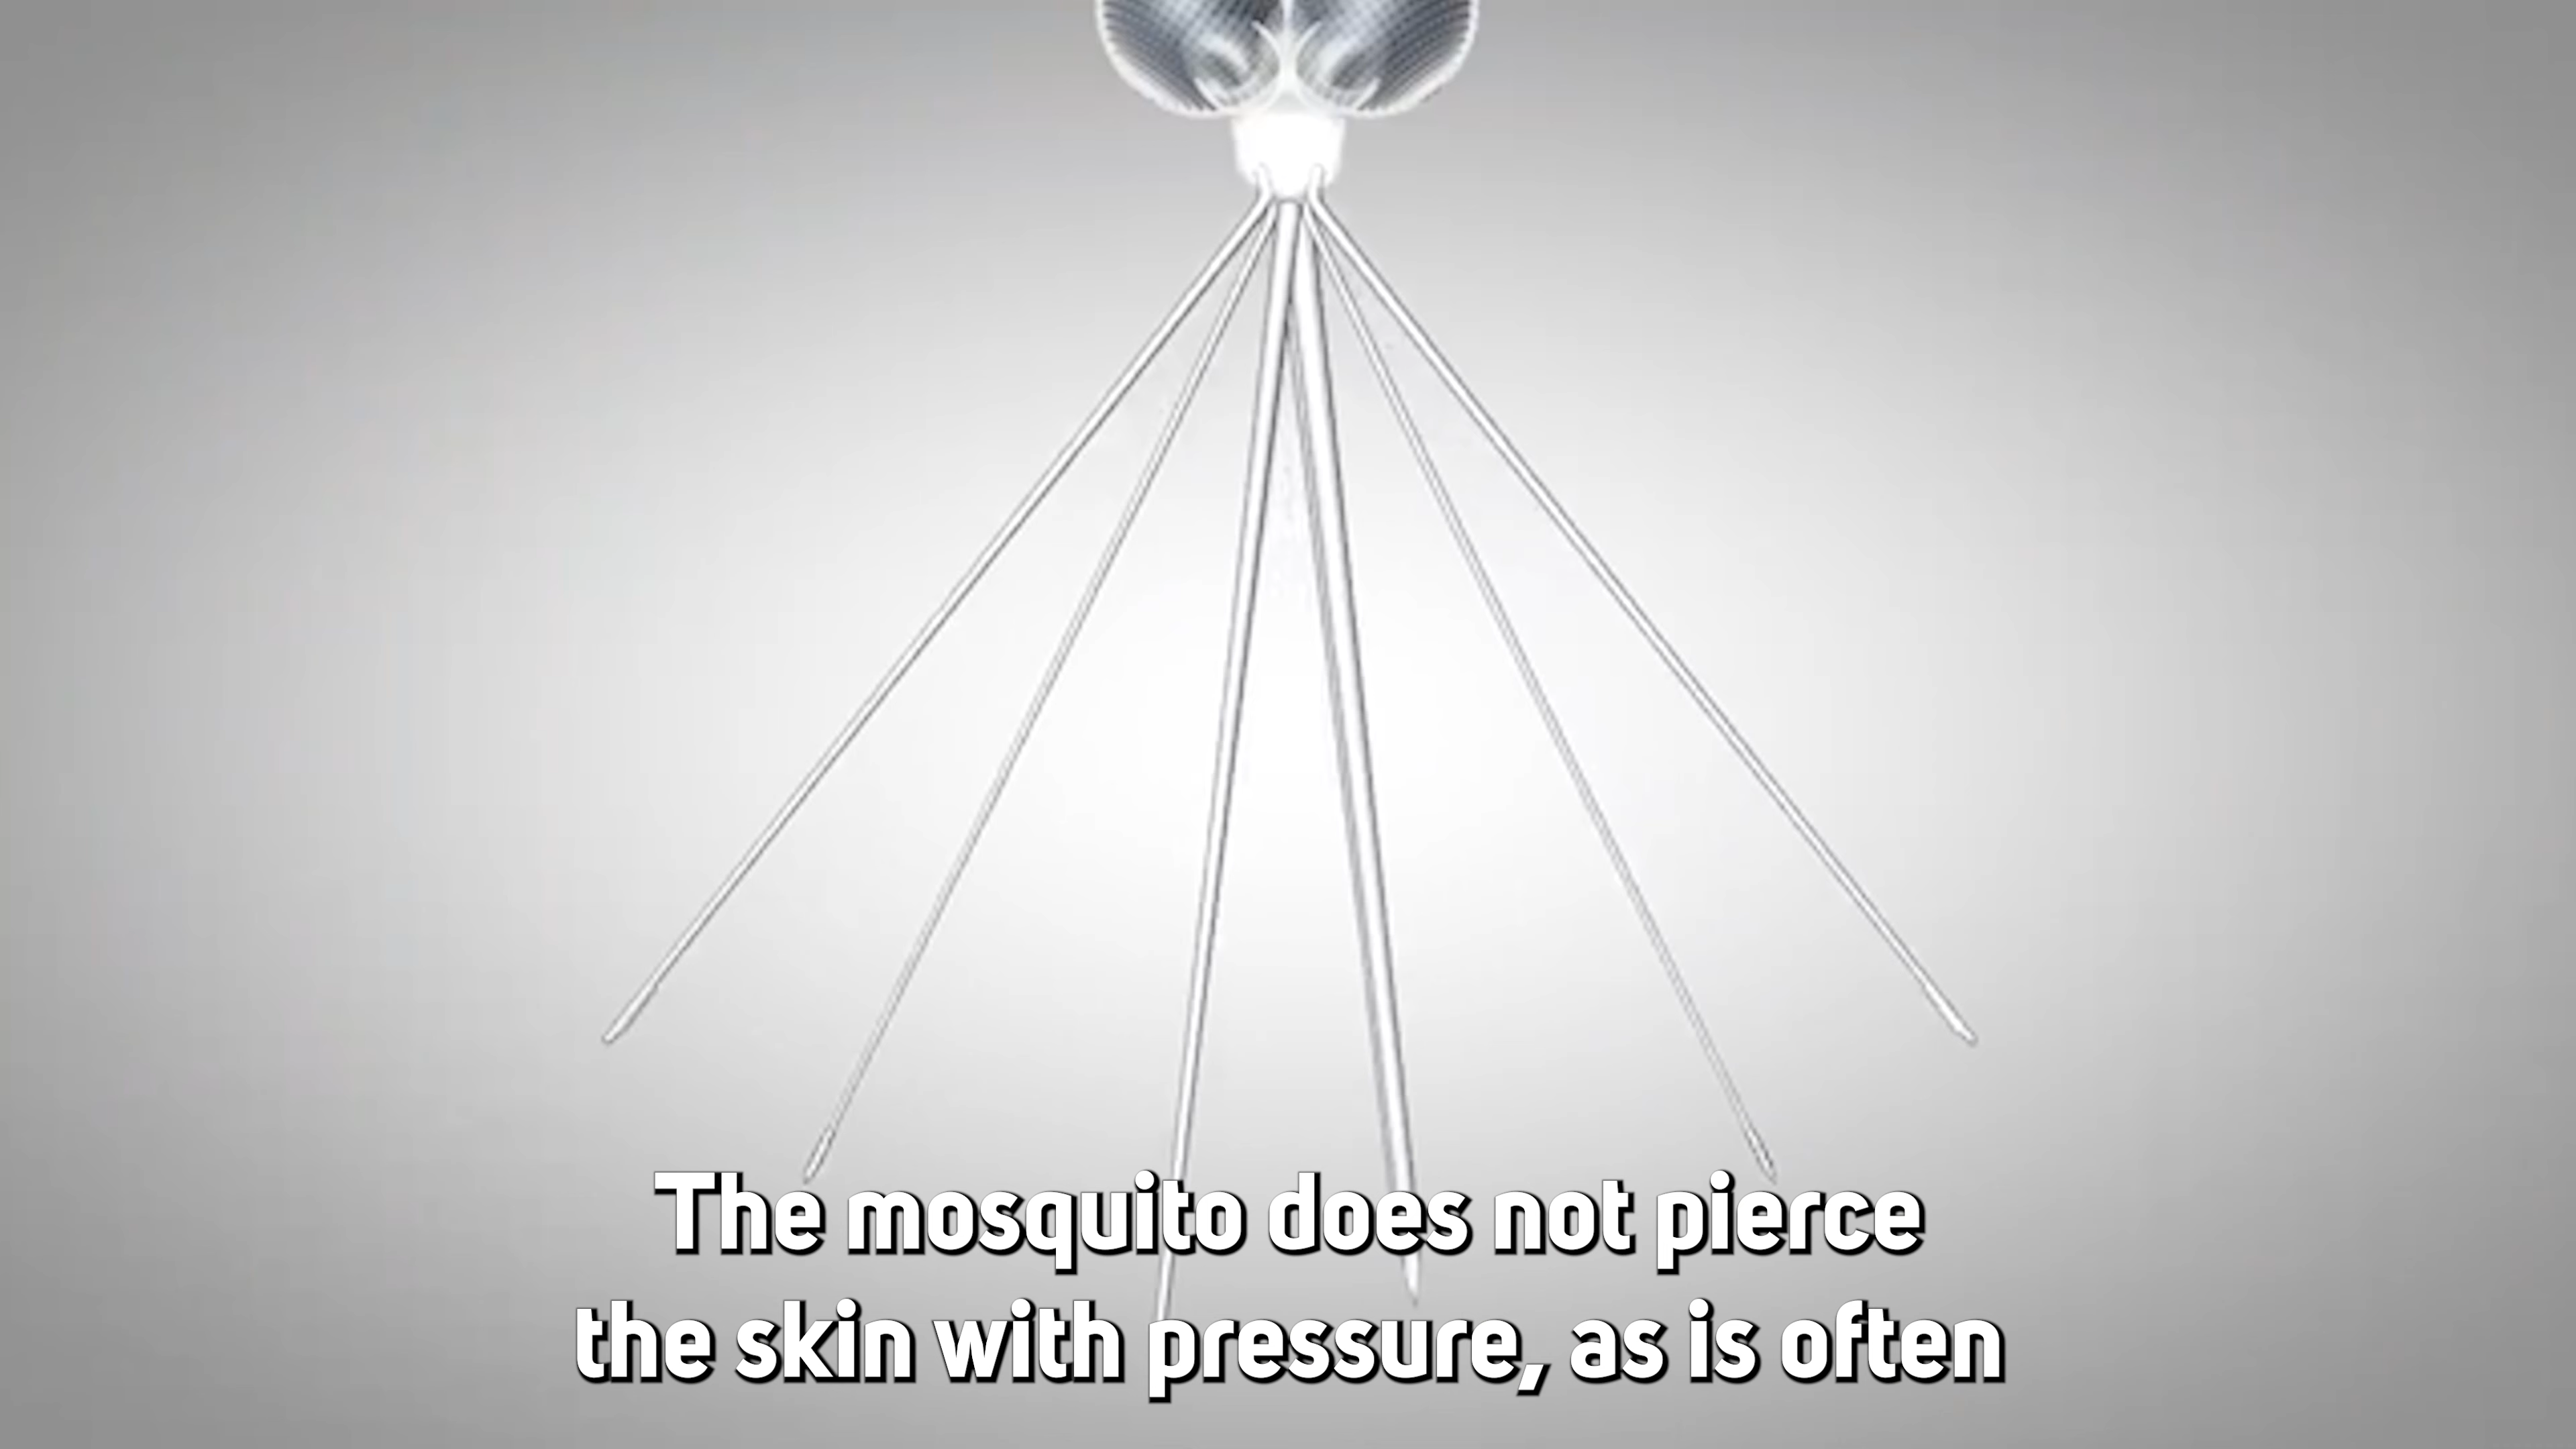 The mosquito does not pierce
the skin with pressure, as is often